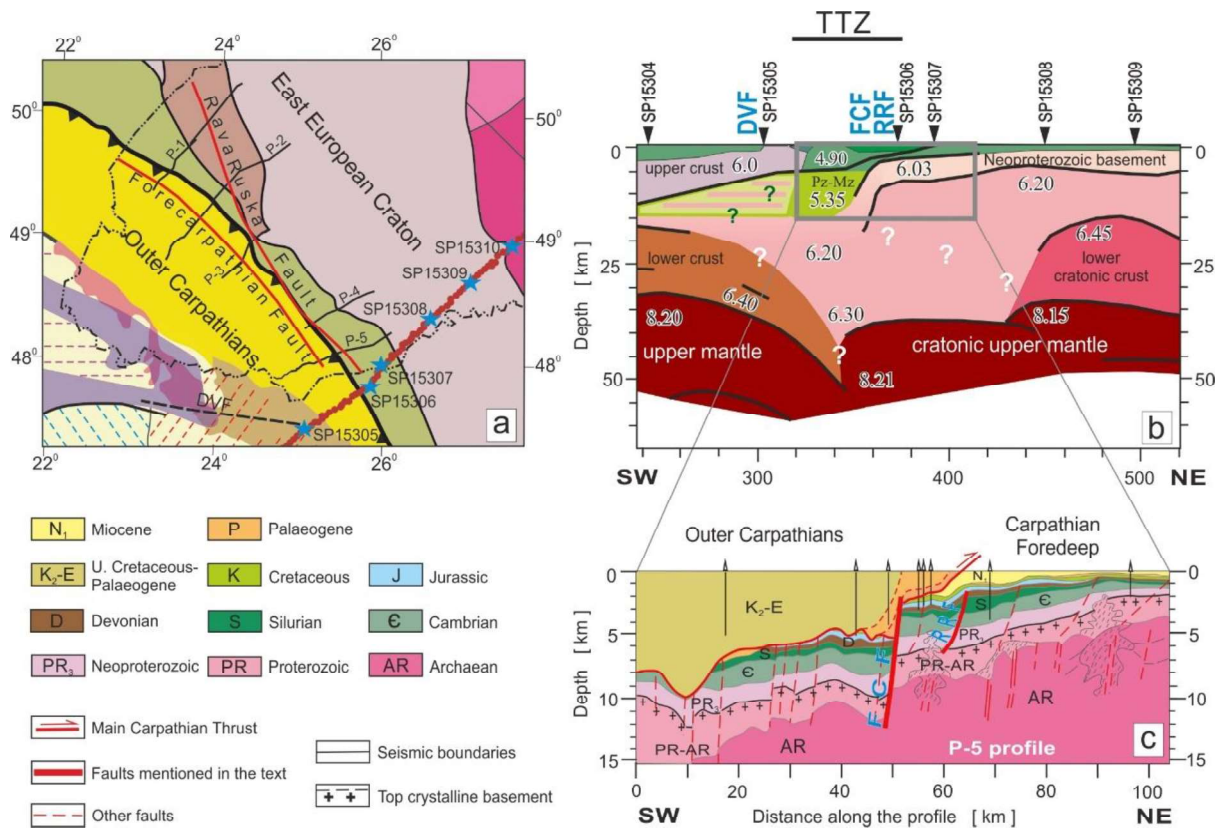 22°
24°
26°
50°
49°
48°
50°
49°
48°
22°
24°
26°
East European Craton
Rava Ruska Fault
Forecarpathian Fault
Outer Carpathians
P-1
P-2
P-3
P-4
P-5
SP15310
SP15309
SP15308
SP15307
SP15306
SP15305
DVF
a
TTZ
SP15304
DVF
SP15305
FCF
RRF
SP15306
SP15307
SP15308
SP15309
0
25
50
Depth [ km ]
0
25
50
upper crust
6.0
4.90
6.03
Neoproterozoic basement
Pz-Mz
5.35
6.20
?
?
?
?
?
?
?
6.20
6.45
lower crust
lower cratonic crust
6.40
6.30
8.20
8.15
upper mantle
cratonic upper mantle
8.21
b
SW
300
400
500
NE
N₁ Miocene
P Palaeogene
K₂-E U. Cretaceous-
Palaeogene
K Cretaceous
J Jurassic
D Devonian
S Silurian
Є Cambrian
PR₃ Neoproterozoic
PR Proterozoic
AR Archaean
Main Carpathian Thrust
Faults mentioned in the text
Other faults
Seismic boundaries
Top crystalline basement
Outer Carpathians
Carpathian
Foredeep
0
5
10
15
Depth [km]
0
5
10
15
K₂-E
N₁
S
D
Є
S
Є
PR₃
PR₃
F C F
R R F
PR-AR
PR-AR
AR
AR
P-5 profile
c
0
20
40
60
80
100
SW
Distance along the profile [ km ]
NE